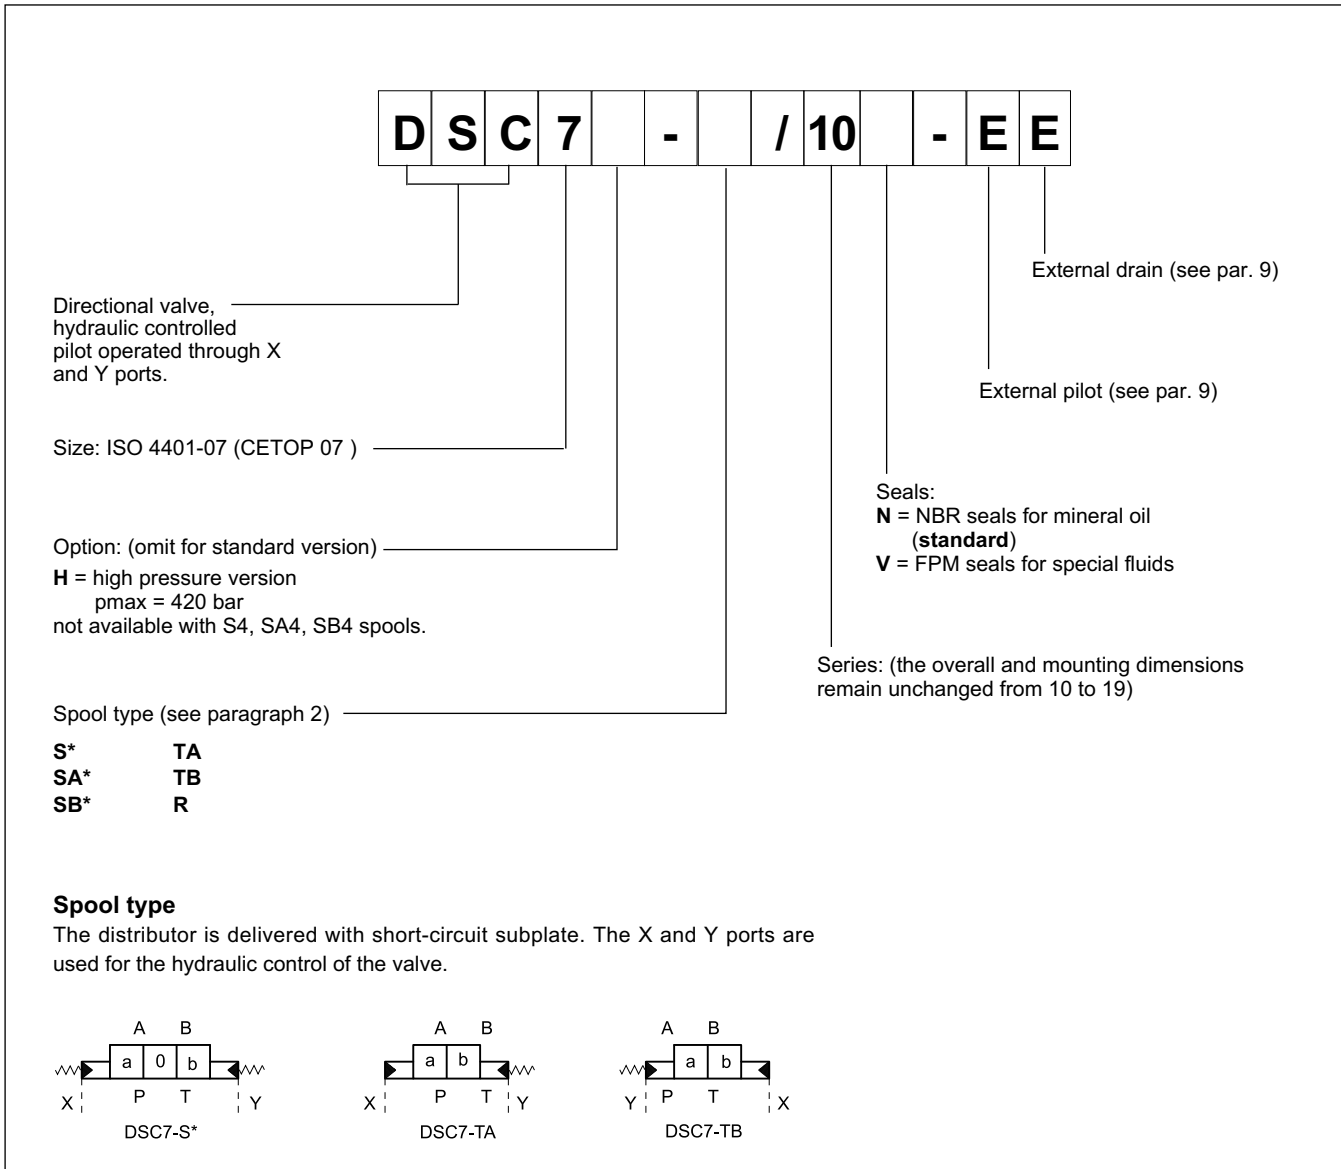 DSC7 - /10 - EE
External drain (see par. 9)
Directional valve,
hydraulic controlled
pilot operated through X
and Y ports.
External pilot (see par. 9)
Size: ISO 4401-07 (CETOP 07 )
Seals:
N = NBR seals for mineral oil
(standard)
V = FPM seals for special fluids
Option: (omit for standard version)
H = high pressure version
pmax = 420 bar
not available with S4, SA4, SB4 spools.
Series: (the overall and mounting dimensions
remain unchanged from 10 to 19)
Spool type (see paragraph 2)
S* TA
SA* TB
SB* R
Spool type
The distributor is delivered with short-circuit subplate. The X and Y ports are
used for the hydraulic control of the valve.
A B
a 0 b
X P T Y
DSC7-S*
A B
a b
X P T Y
DSC7-TA
A B
a b
Y P T X
DSC7-TB